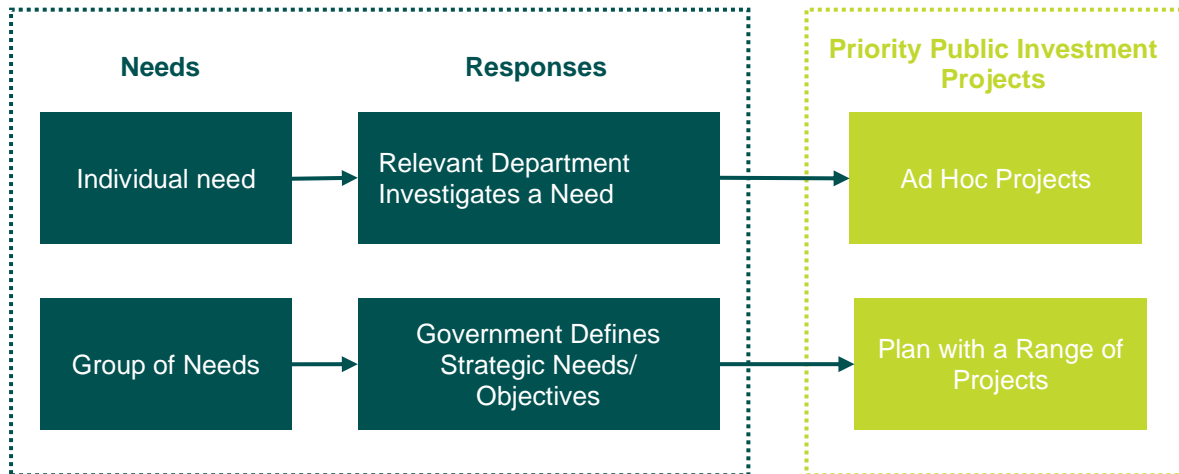 Needs
Responses
Priority Public Investment
Projects
Individual need
Relevant Department
Investigates a Need
Ad Hoc Projects
Group of Needs
Government Defines
Strategic Needs/
Objectives
Plan with a Range of
Projects